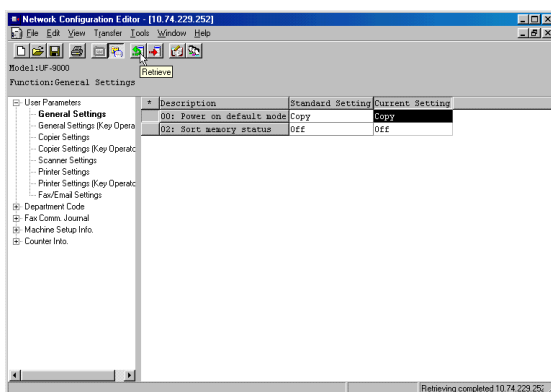 Network Configuration Editor - [10.74.229.252]
File Edit View Transfer Tools Window Help
Retrieve
Model:UF-9000
Function:General Settings
User Parameters
General Settings
General Settings (Key Opera
Copier Settings
Copier Settings (Key Operatc
Scanner Settings
Printer Settings
Printer Settings (Key Operatc
Fax/Email Settings
Department Code
Fax Comm. Journal
Machine Setup Info.
Counter Into.
* Description Standard Setting Current Setting
00: Power on default mode Copy Copy
02: Sort memory status Off Off
Retrieving completed 10.74.229.252